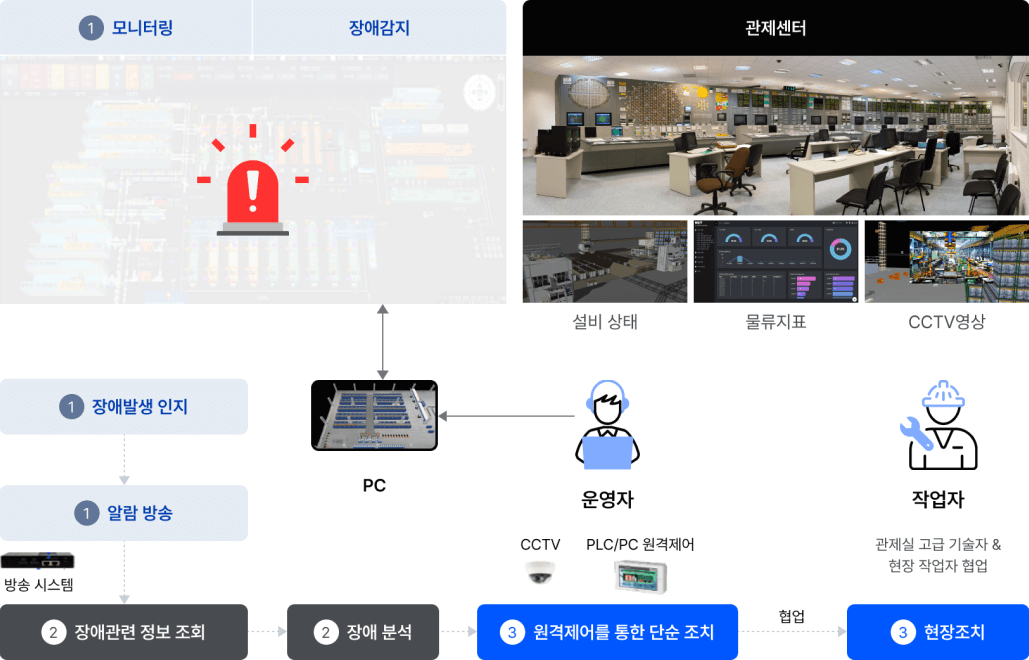 1 모니터링
장애감지
관제센터
설비 상태
물류지표
CCTV영상
1 장애발생 인지
PC
운영자
작업자
1 알람 방송
CCTV
PLC/PC 원격제어
관제실 고급 기술자 &
현장 작업자 협업
방송 시스템
2 장애관련 정보 조회
2 장애 분석
3 원격제어를 통한 단순 조치
협업
3 현장조치